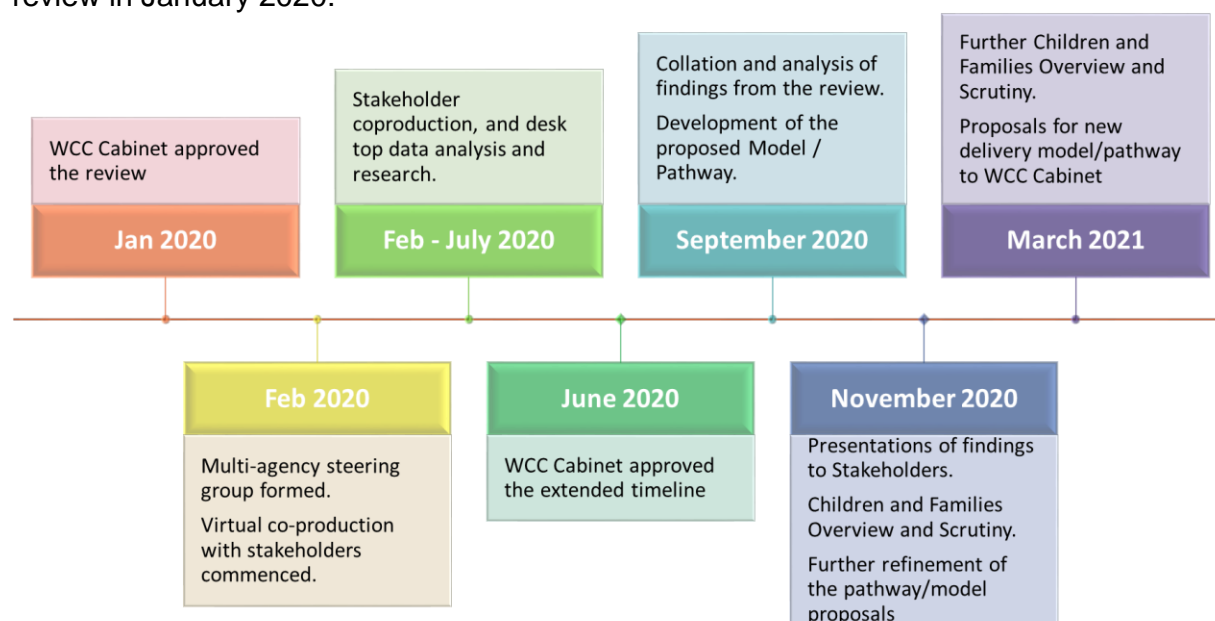 review in January 2020.
WCC Cabinet approved
the review
Jan 2020
Feb 2020
Multi-agency steering
group formed.
Virtual co-production
with stakeholders
commenced.
Stakeholder
coproduction, and desk
top data analysis and
research.
Feb - July 2020
June 2020
WCC Cabinet approved
the extended timeline
Collation and analysis of
findings from the review.
Development of the
proposed Model /
Pathway.
September 2020
November 2020
Presentations of findings
to Stakeholders.
Children and Families
Overview and Scrutiny.
Further refinement of
the pathway/model
proposals
Further Children and
Families Overview and
Scrutiny.
Proposals for new
delivery model/pathway
to WCC Cabinet
March 2021